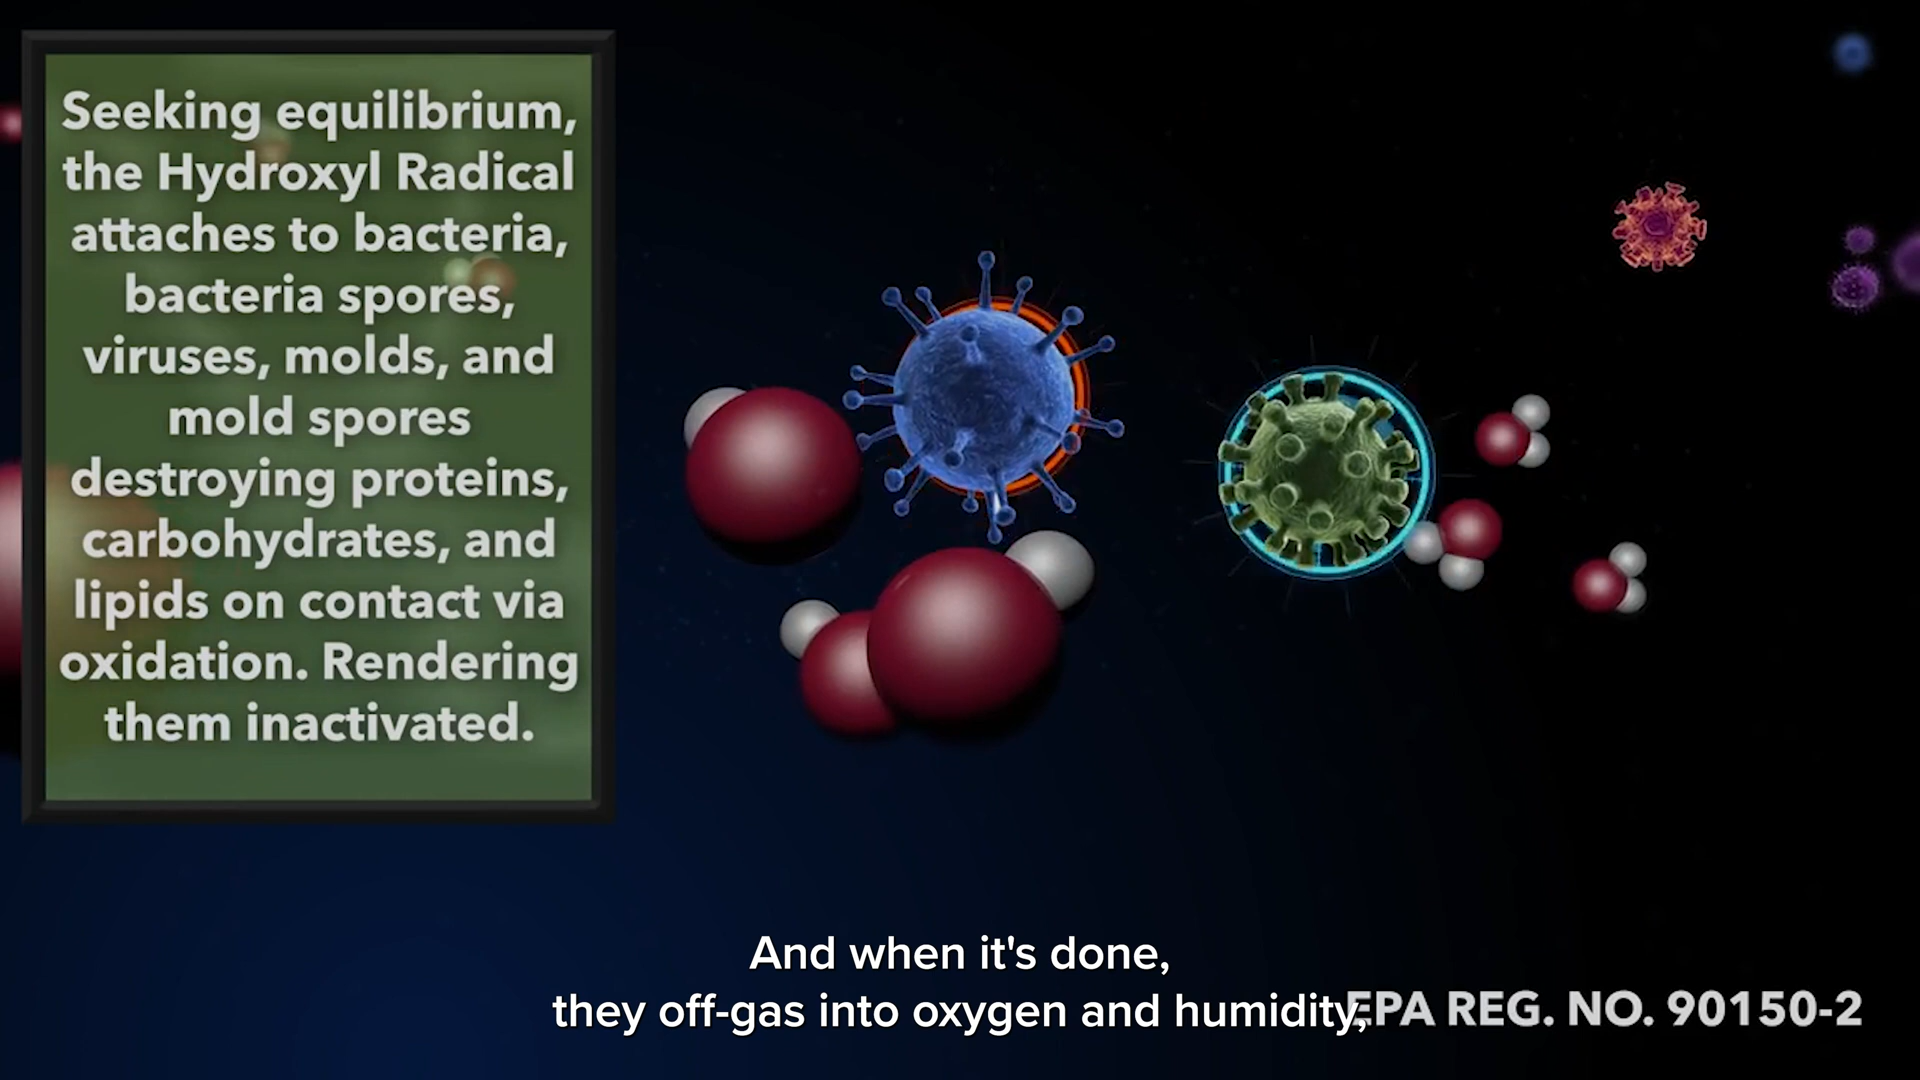 Seeking equilibrium,
the Hydroxyl Radical
attaches to bacteria,
bacteria spores,
viruses, molds, and
mold spores
destroying proteins,
carbohydrates, and
lipids on contact via
oxidation. Rendering
them inactivated.
And when it's done,
they off-gas into oxygen and humidity,
EPA REG. NO. 90150-2